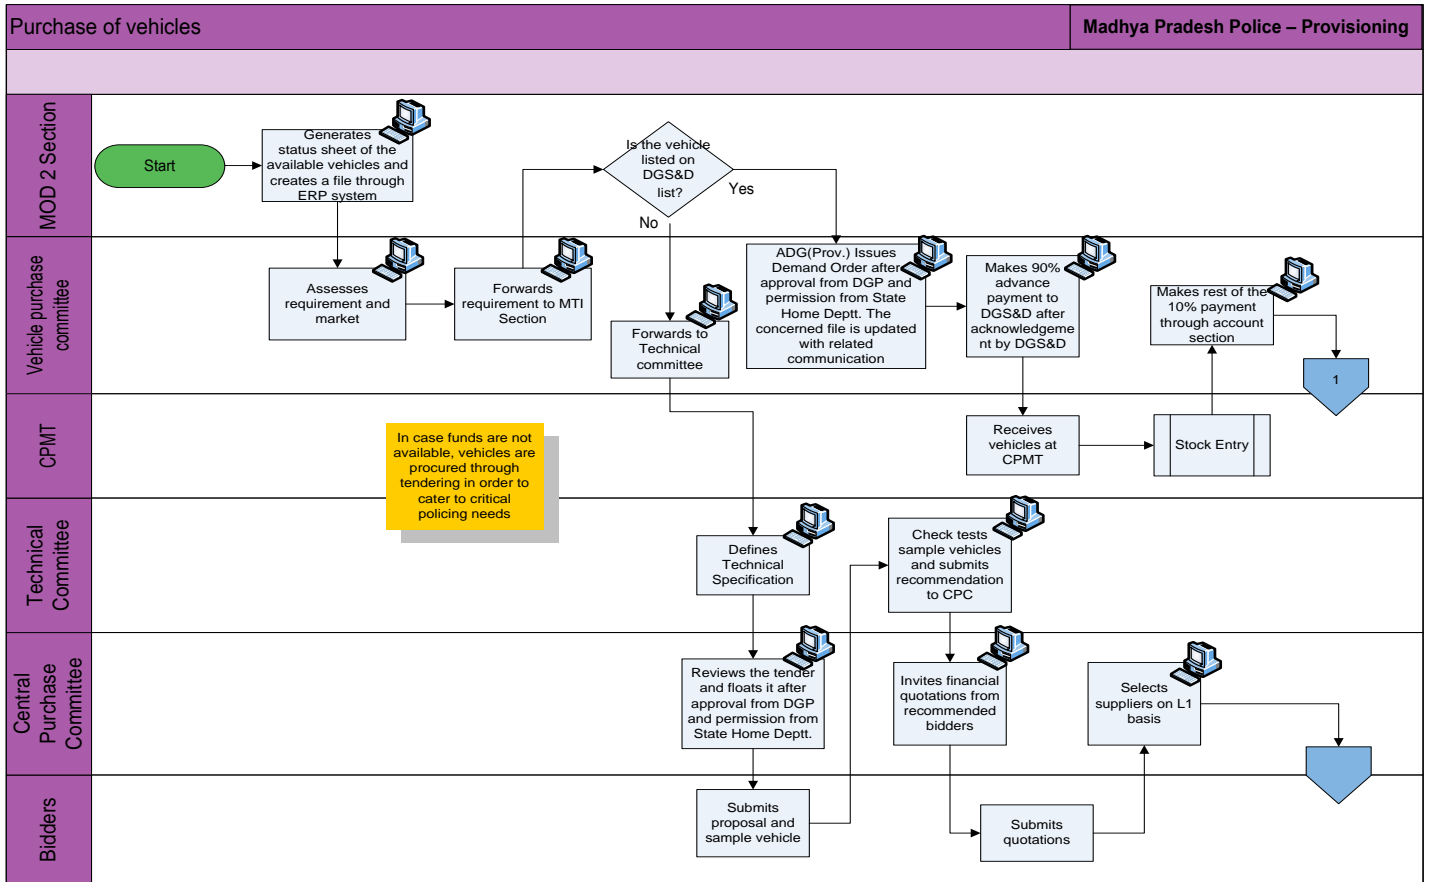 Purchase of vehicles
Madhya Pradesh Police – Provisioning
MOD 2 Section
Start
Generates
status sheet of the
available vehicles and
creates a file through
ERP system
Is the vehicle
listed on
DGS&D
list?
Yes
No
Vehicle purchase
committee
Assesses
requirement and
market
Forwards
requirement to MTI
Section
Forwards to
Technical
committee
ADG(Prov.) Issues
Demand Order after
approval from DGP and
permission from State
Home Deptt. The
concerned file is updated
with related
communication
Makes 90%
advance
payment to
DGS&D after
acknowledgeme
nt by DGS&D
Makes rest of the
10% payment
through account
section
1
CPMT
In case funds are not
available, vehicles are
procured through
tendering in order to
cater to critical
policing needs
Receives
vehicles at
CPMT
Stock Entry
Technical
Committee
Defines
Technical
Specification
Check tests
sample vehicles
and submits
recommendation
to CPC
Central
Purchase
Committee
Reviews the tender
and floats it after
approval from DGP
and permission from
State Home Deptt.
Invites financial
quotations from
recommended
bidders
Selects
suppliers on L1
basis
Bidders
Submits
proposal and
sample vehicle
Submits
quotations